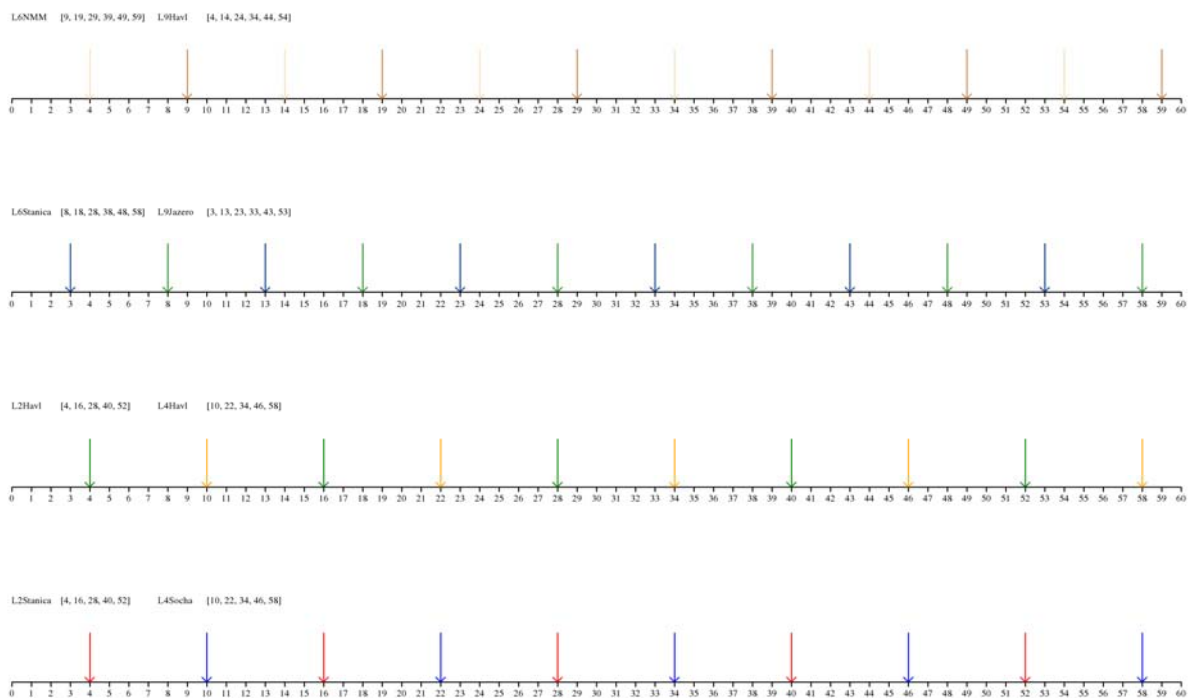 L6NMM [9, 19, 29, 39, 49, 59] L9Havl [4, 14, 24, 34, 44, 54]
0 1 2 3 4 5 6 7 8 9 10 11 12 13 14 15 16 17 18 19 20 21 22 23 24 25 26 27 28 29 30 31 32 33 34 35 36 37 38 39 40 41 42 43 44 45 46 47 48 49 50 51 52 53 54 55 56 57 58 59 60
L6Stanica [8, 18, 28, 38, 48, 58] L9Jazero [3, 13, 23, 33, 43, 53]
0 1 2 3 4 5 6 7 8 9 10 11 12 13 14 15 16 17 18 19 20 21 22 23 24 25 26 27 28 29 30 31 32 33 34 35 36 37 38 39 40 41 42 43 44 45 46 47 48 49 50 51 52 53 54 55 56 57 58 59 60
L2Havl [4, 16, 28, 40, 52] L4Havl [10, 22, 34, 46, 58]
0 1 2 3 4 5 6 7 8 9 10 11 12 13 14 15 16 17 18 19 20 21 22 23 24 25 26 27 28 29 30 31 32 33 34 35 36 37 38 39 40 41 42 43 44 45 46 47 48 49 50 51 52 53 54 55 56 57 58 59 60
L2Stanica [4, 16, 28, 40, 52] L4Socha [10, 22, 34, 46, 58]
0 1 2 3 4 5 6 7 8 9 10 11 12 13 14 15 16 17 18 19 20 21 22 23 24 25 26 27 28 29 30 31 32 33 34 35 36 37 38 39 40 41 42 43 44 45 46 47 48 49 50 51 52 53 54 55 56 57 58 59 60